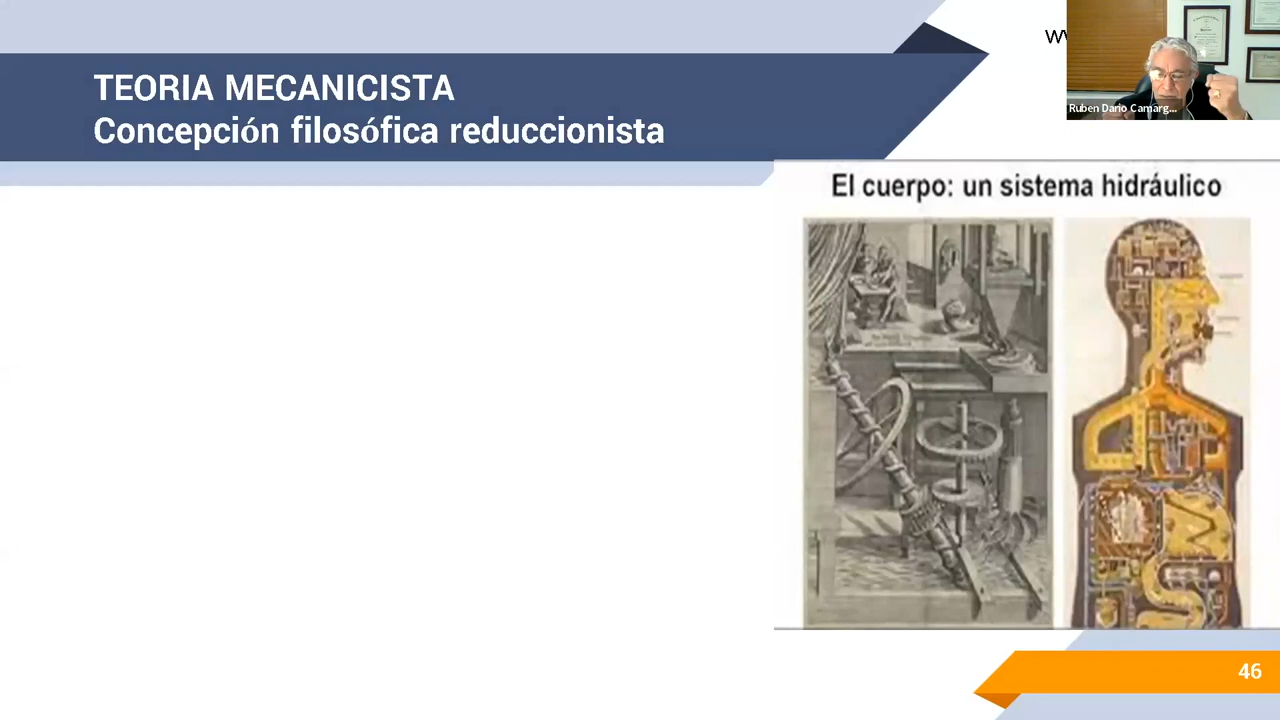 TEORIA MECANICISTA
Concepción filosófica reduccionista
Ruben Dario Camarg...
El cuerpo: un sistema hidráulico
46